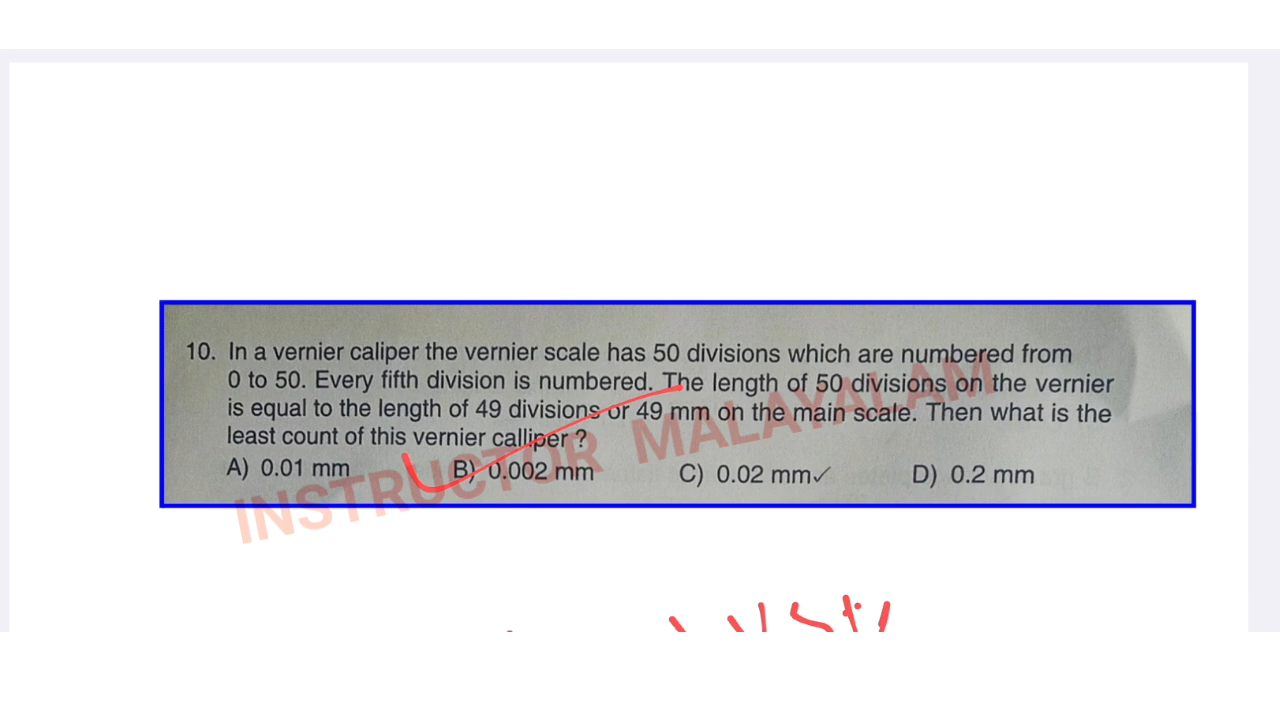 10. In a vernier caliper the vernier scale has 50 divisions which are numbered from
0 to 50. Every fifth division is numbered. The length of 50 divisions on the vernier
is equal to the length of 49 divisions or 49 mm on the main scale. Then what is the
least count of this vernier calliper ?
A) 0.01 mm B) 0.002 mm C) 0.02 mm✓ D) 0.2 mm
INSTRUCTOR MALAYALAM